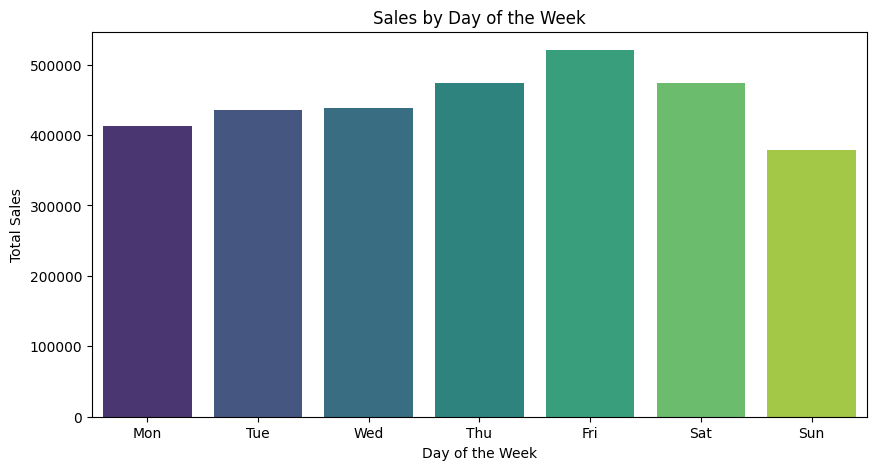 Sales by Day of the Week
Total Sales
500000
400000
300000
200000
100000
0
Mon Tue Wed Thu Fri Sat Sun
Day of the Week